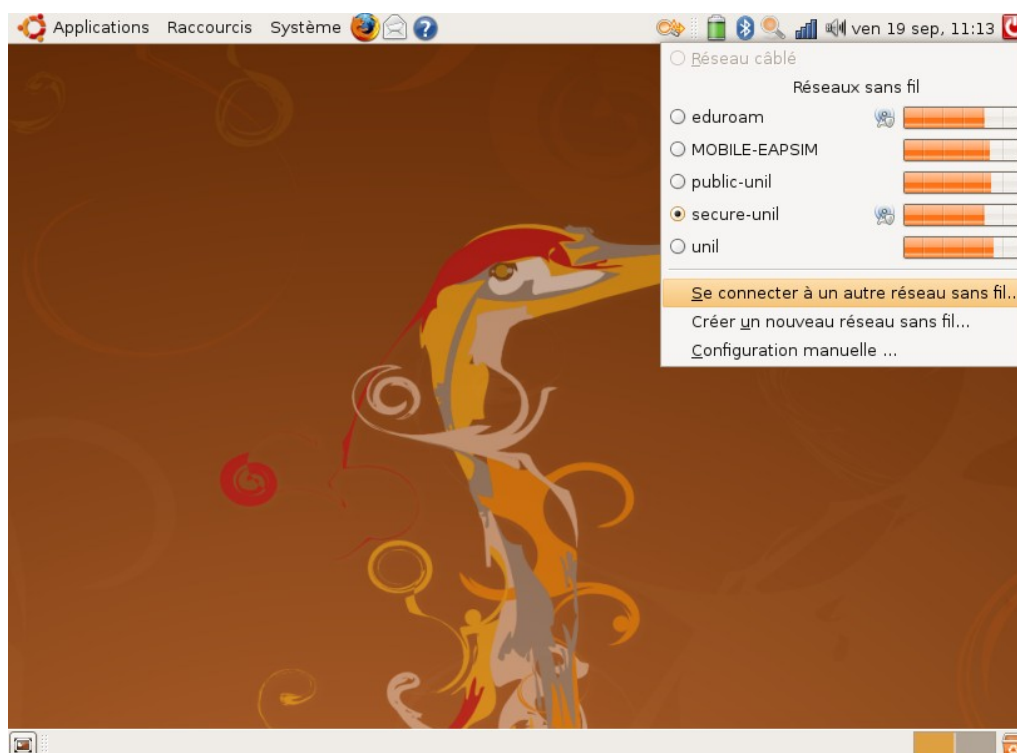 Applications Raccourcis Système ven 19 sep, 11:13
Réseau câblé
Réseaux sans fil
eduroam
MOBILE-EAPSIM
public-unil
secure-unil
unil
Se connecter à un autre réseau sans fil...
Créer un nouveau réseau sans fil...
Configuration manuelle ...